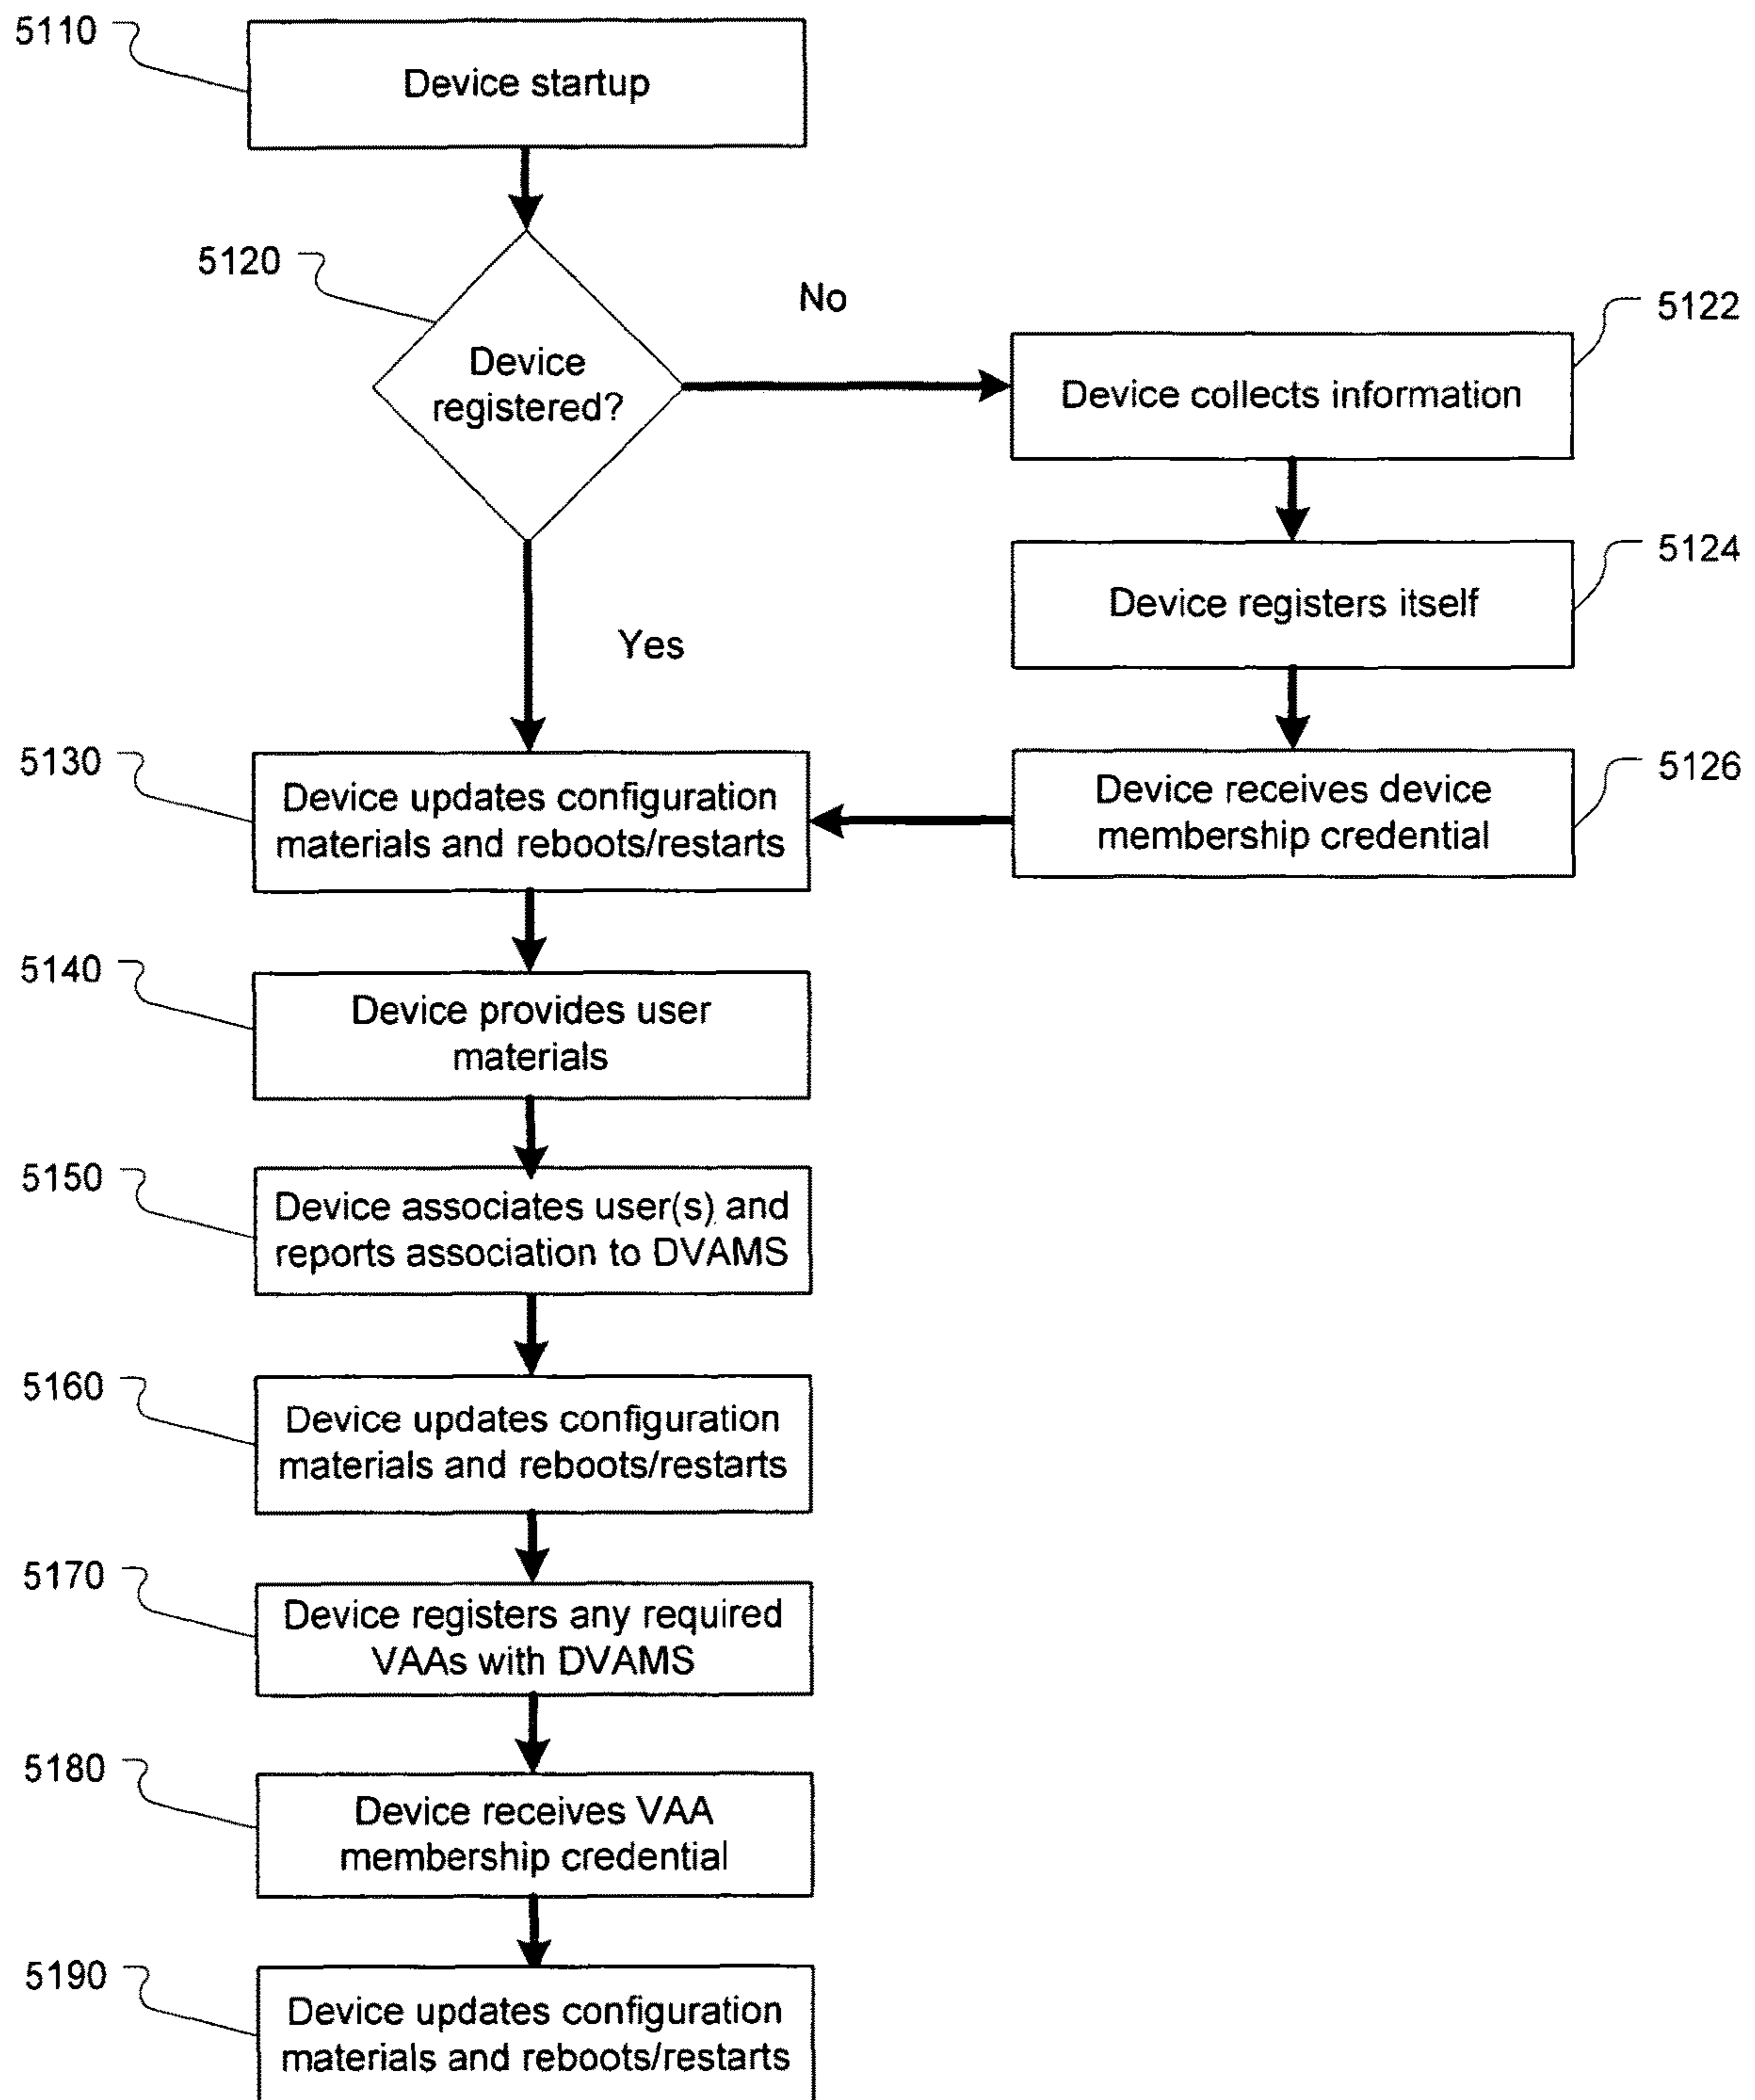 5110
Device startup
5120
No
5122
Device
registered?
Device collects information
5124
Device registers itself
Yes
5130
Device updates configuration
materials and reboots/restarts
5126
Device receives device
membership credential
5140
Device provides user
materials
5150
Device associates user(s) and
reports association to DVAMS
5160
Device updates configuration
materials and reboots/restarts
5170
Device registers any required
VAAs with DVAMS
5180
Device receives VAA
membership credential
5190
Device updates configuration
materials and reboots/restarts